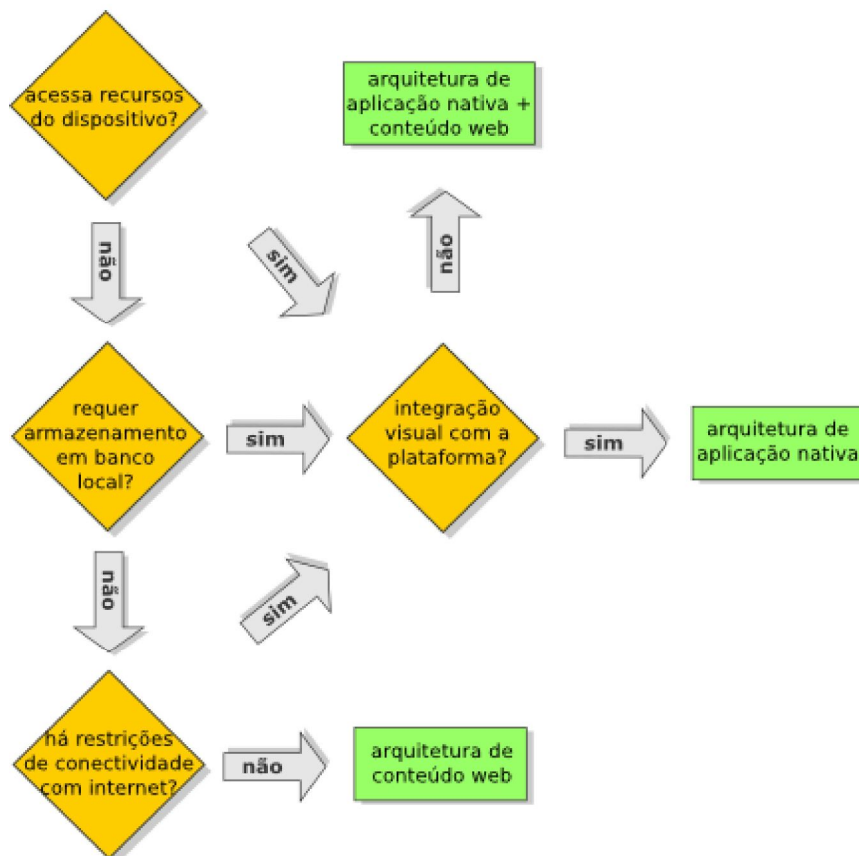 acessa recursos
do dispositivo?
arquitetura de
aplicação nativa +
conteúdo web
não
sim
não
requer
armazenamento
em banco
local?
sim
integração
visual com a
plataforma?
sim
arquitetura de
aplicação nativa
não
sim
há restrições
de conectividade
com internet?
não
arquitetura de
conteúdo web